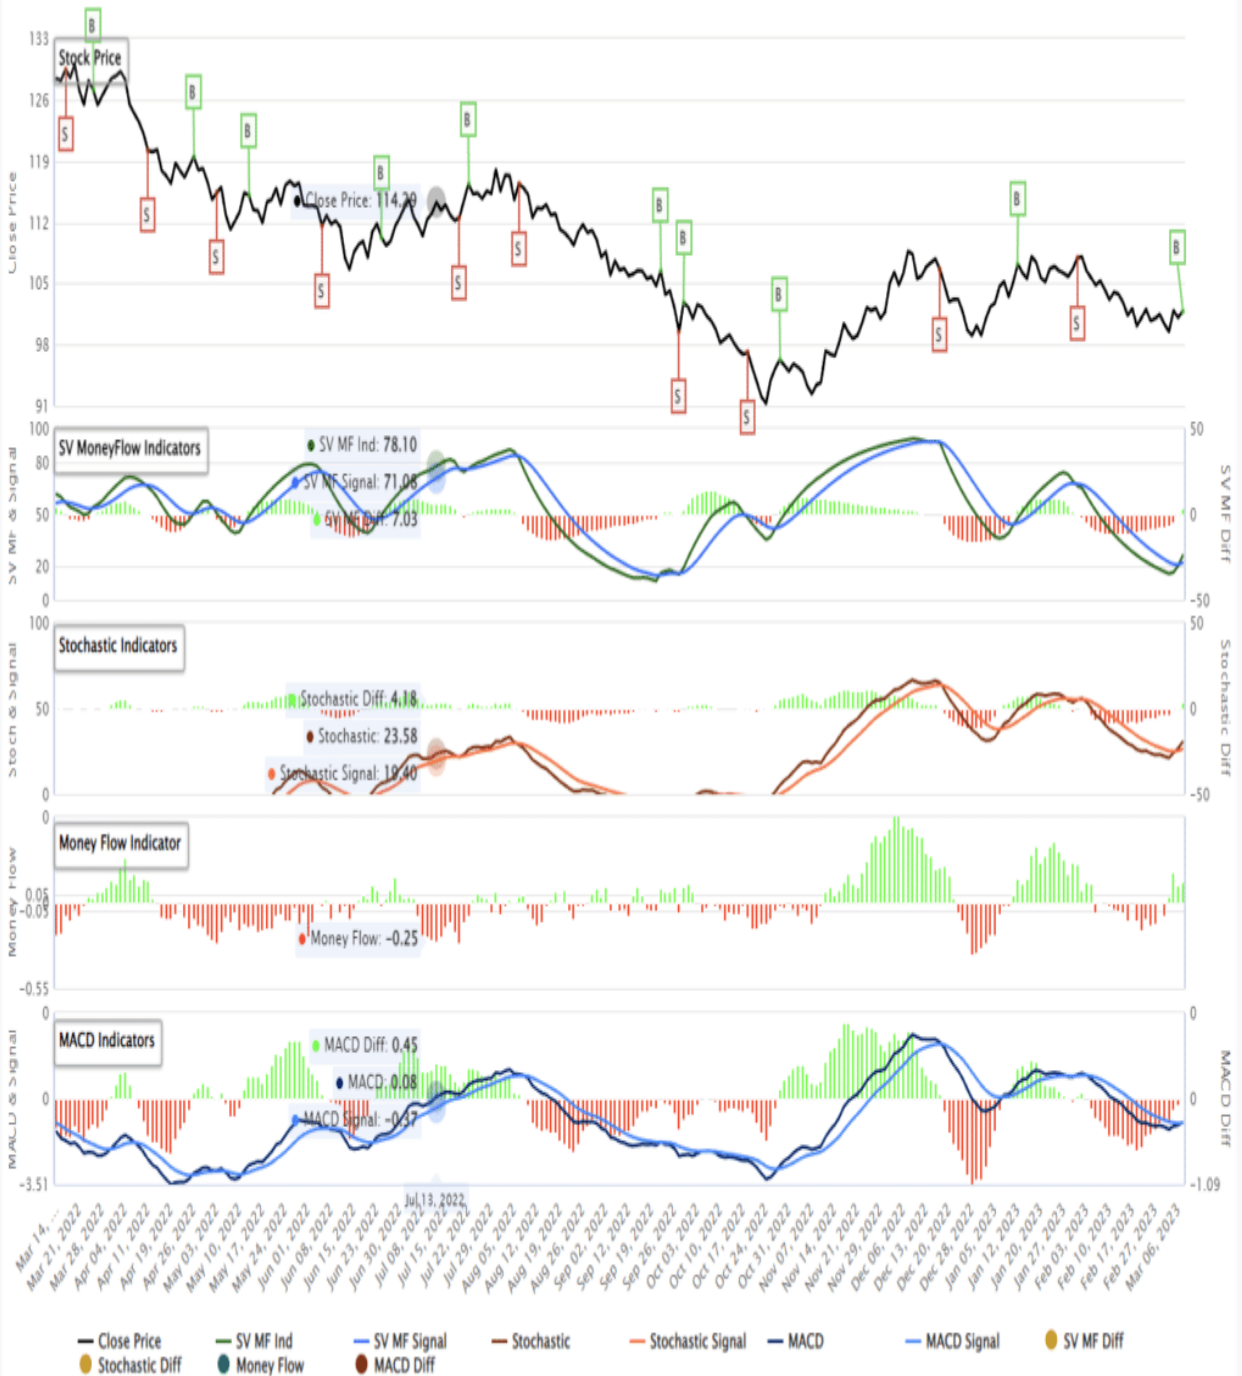 B
133
Stock Price
126
B
B
B
S
119
B
Close Price: 114.29
B
B
S
112
B
S
S
B
B
S
S
105
B
S
S
98
S
91
S
Close Price
100
SV MoneyFlow Indicators
SV MF Ind: 78.10
50
80
SV MF Signal: 71.08
50
SV MF Diff: 7.03
0
20
0
-50
SV MF & Signal
SV MF Diff
100
Stochastic Indicators
50
Stochastic Diff: 4.18
50
0
Stochastic: 23.58
Stochastic Signal: 19.40
0
-50
Stoch & Signal
Stochastic Diff
0
Money Flow Indicator
0.05
0
-0.05
Money Flow: -0.25
-0.55
Money Flow
0
MACD Indicators
0
MACD Diff: 0.45
MACD: 0.08
0
0
MACD Signal: -0.37
-3.51
-1.09
MACD & Signal
MACD Diff
Jul 13, 2022
Mar 14, ...
Mar 21, 2022
Mar 28, 2022
Apr 04, 2022
Apr 11, 2022
Apr 19, 2022
Apr 26, 2022
May 03, 2022
May 10, 2022
May 17, 2022
May 24, 2022
Jun 01, 2022
Jun 08, 2022
Jun 15, 2022
Jun 23, 2022
Jun 30, 2022
Jul 08, 2022
Jul 15, 2022
Jul 22, 2022
Jul 29, 2022
Aug 05, 2022
Aug 12, 2022
Aug 19, 2022
Aug 26, 2022
Sep 02, 2022
Sep 12, 2022
Sep 19, 2022
Sep 26, 2022
Oct 03, 2022
Oct 10, 2022
Oct 17, 2022
Oct 24, 2022
Oct 31, 2022
Nov 07, 2022
Nov 14, 2022
Nov 21, 2022
Nov 29, 2022
Dec 06, 2022
Dec 13, 2022
Dec 20, 2022
Dec 28, 2022
Jan 05, 2023
Jan 12, 2023
Jan 20, 2023
Jan 27, 2023
Feb 03, 2023
Feb 10, 2023
Feb 17, 2023
Feb 27, 2023
Mar 06, 2023
Close Price
SV MF Ind
SV MF Signal
Stochastic
Stochastic Signal
MACD
MACD Signal
SV MF Diff
Stochastic Diff
Money Flow
MACD Diff